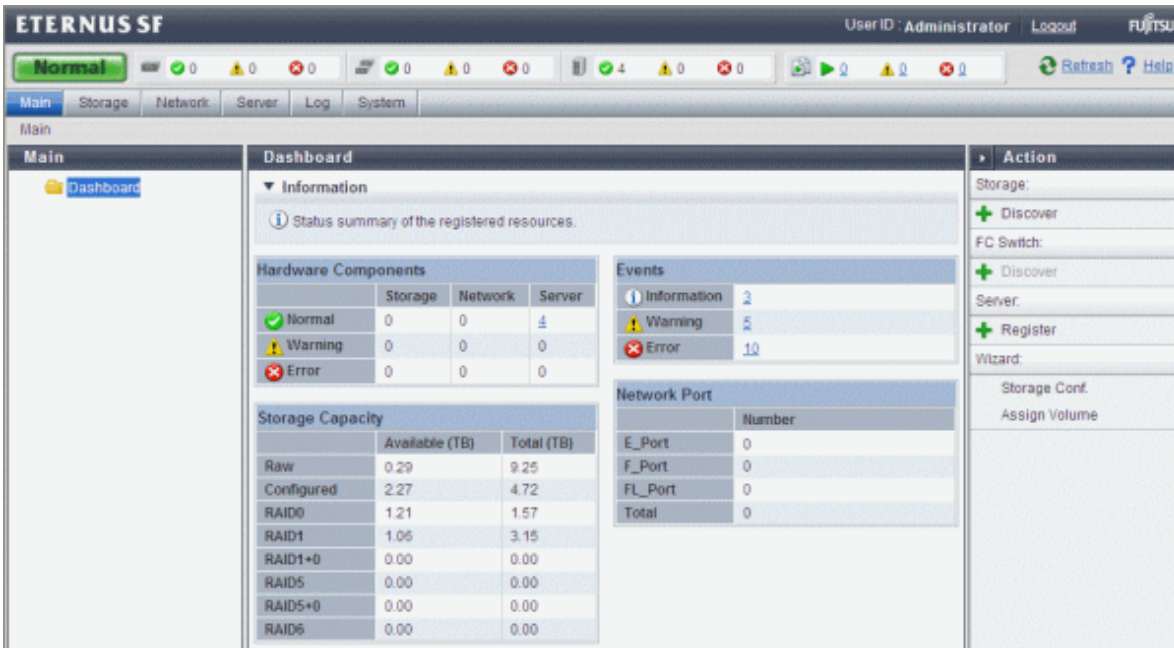 ETERNUS SF User ID : Administrator Logout FUJITSU
Normal 0 0 0 0 0 0 4 0 0 0 0 0 Refresh ? Help
Main Storage Network Server Log System
Main
Main
Dashboard
Dashboard
Information
i Status summary of the registered resources.
Hardware Components
Storage Network Server
Normal 0 0 4
Warning 0 0 0
Error 0 0 0
Storage Capacity
Available (TB) Total (TB)
Raw 0.29 9.25
Configured 2.27 4.72
RAID0 1.21 1.57
RAID1 1.06 3.15
RAID1+0 0.00 0.00
RAID5 0.00 0.00
RAID5+0 0.00 0.00
RAID6 0.00 0.00
Events
i Information 3
Warning 5
Error 10
Network Port
Number
E_Port 0
F_Port 0
FL_Port 0
Total 0
Action
Storage:
Discover
FC Switch:
Discover
Server:
Register
Wizard:
Storage Conf.
Assign Volume